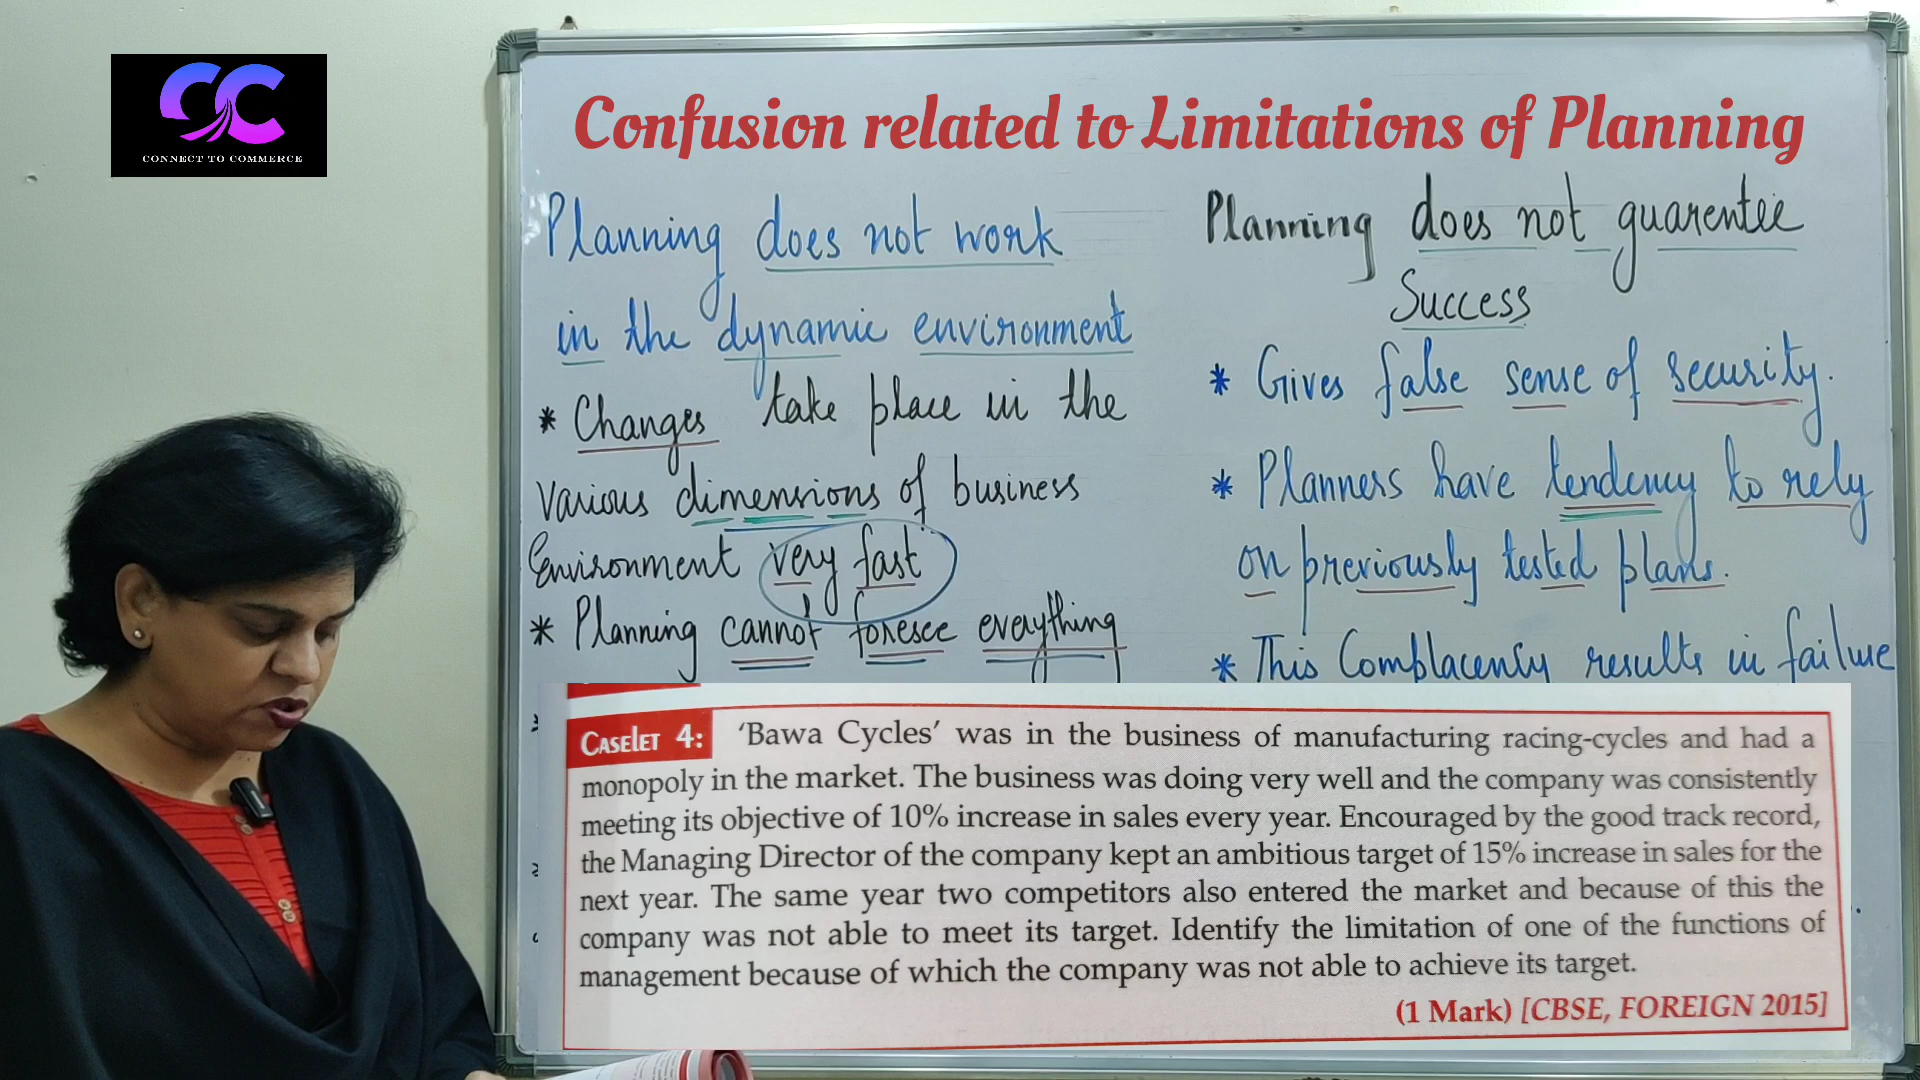 CC
CONNECT TO COMMERCE
Confusion related to Limitations of Planning
Planning does not work
in the dynamic environment
* Changes take place in the
various dimensions of business
Environment very fast
* Planning cannot foresee everything
Planning does not guarentee
Success
* Gives false sense of security.
* Planners have tendency to rely
on previously tested plans.
* This Complacensy results in failure
CASELET 4: 'Bawa Cycles' was in the business of manufacturing racing-cycles and had a
monopoly in the market. The business was doing very well and the company was consistently
meeting its objective of 10% increase in sales every year. Encouraged by the good track record,
the Managing Director of the company kept an ambitious target of 15% increase in sales for the
next year. The same year two competitors also entered the market and because of this the
company was not able to meet its target. Identify the limitation of one of the functions of
management because of which the company was not able to achieve its target.
(1 Mark) [CBSE, FOREIGN 2015]